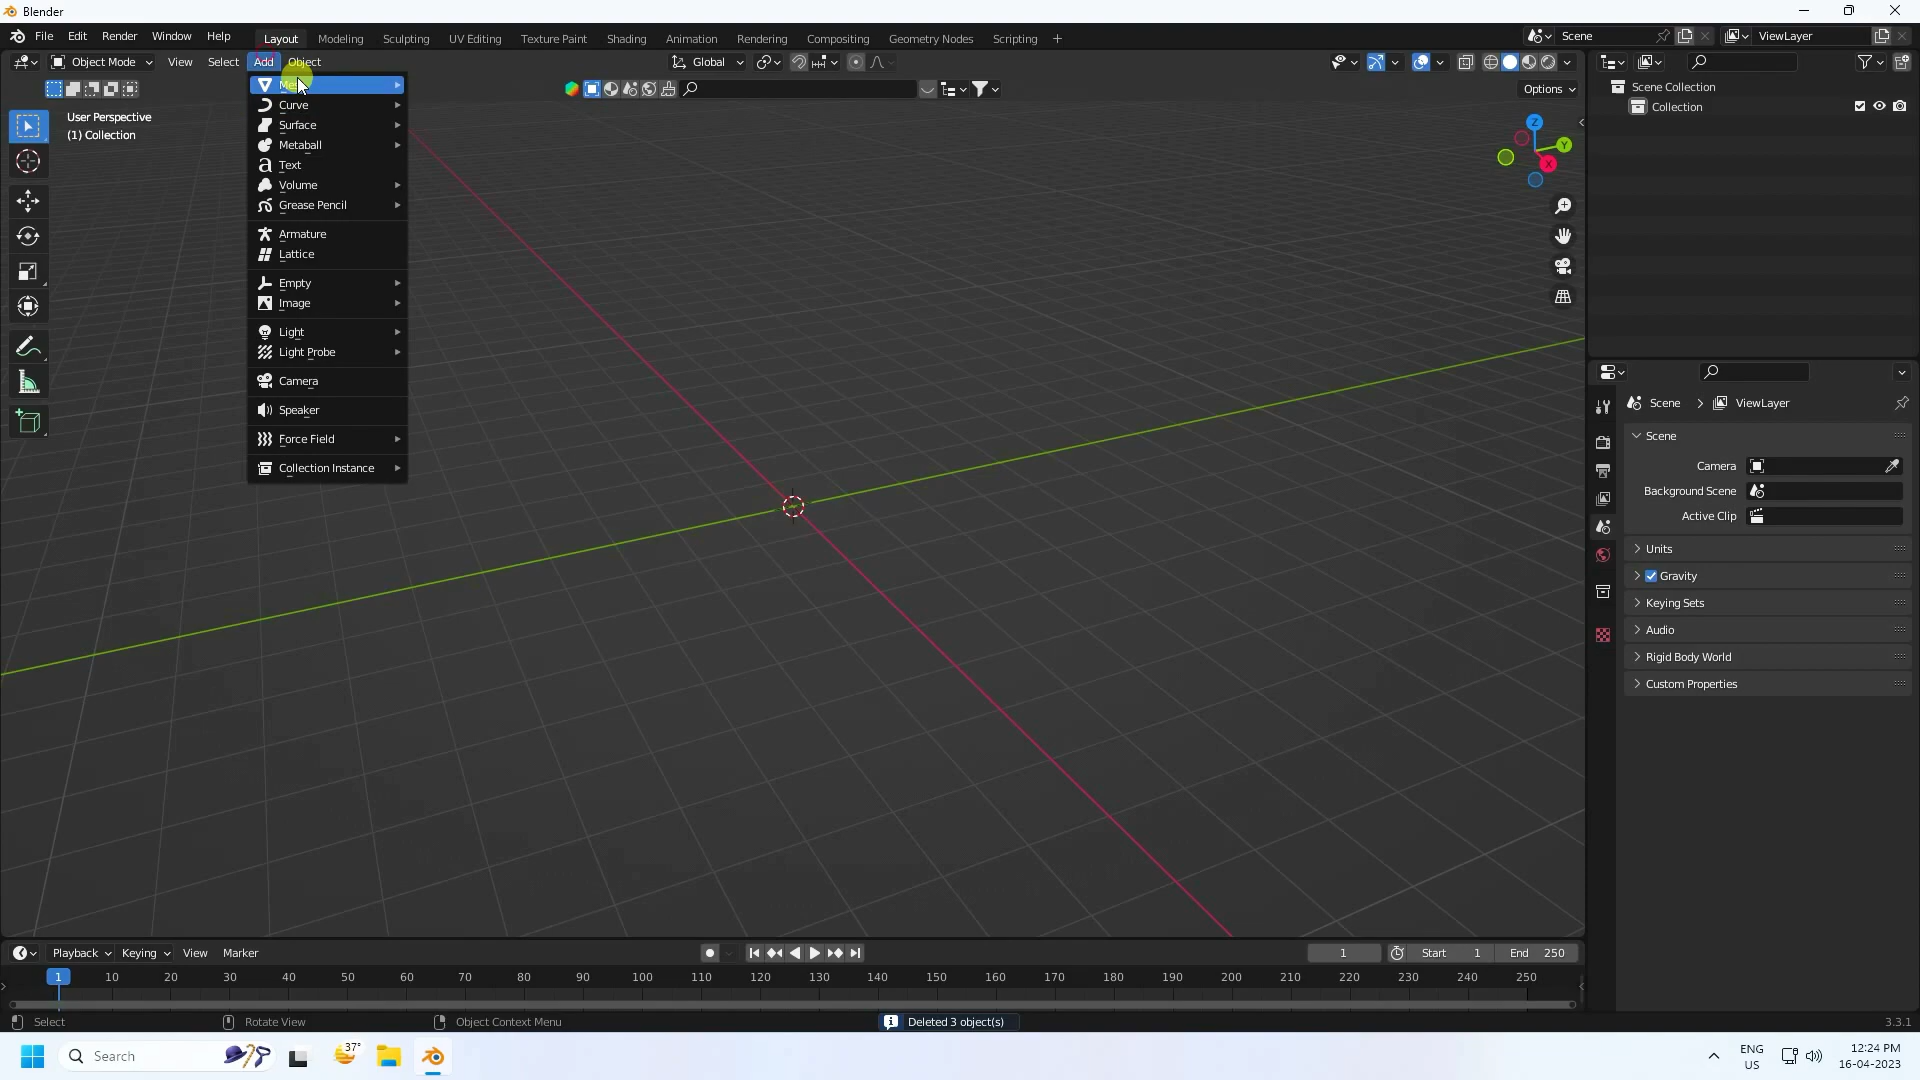 Blender
File Edit Render Window Help Layout Modeling Sculpting UV Editing Texture Paint Shading Animation Rendering Compositing Geometry Nodes Scripting + Scene ViewLayer
Object Mode View Select Add Object Global
Options
User Perspective
(1) Collection
Curve
Surface
Metaball
Text
Volume
Grease Pencil
Armature
Lattice
Empty
Image
Light
Light Probe
Camera
Speaker
Force Field
Collection Instance
Z
Y
X
Scene Collection
Collection
Scene > ViewLayer
Scene
Camera
Background Scene
Active Clip
Units
Gravity
Keying Sets
Audio
Rigid Body World
Custom Properties
Playback Keying View Marker 1 Start 1 End 250
1 10 20 30 40 50 60 70 80 90 100 110 120 130 140 150 160 170 180 190 200 210 220 230 240 250
Select Rotate View Object Context Menu Deleted 3 object(s) 3.3.1
Search 37° ENG US 12:24 PM 16-04-2023